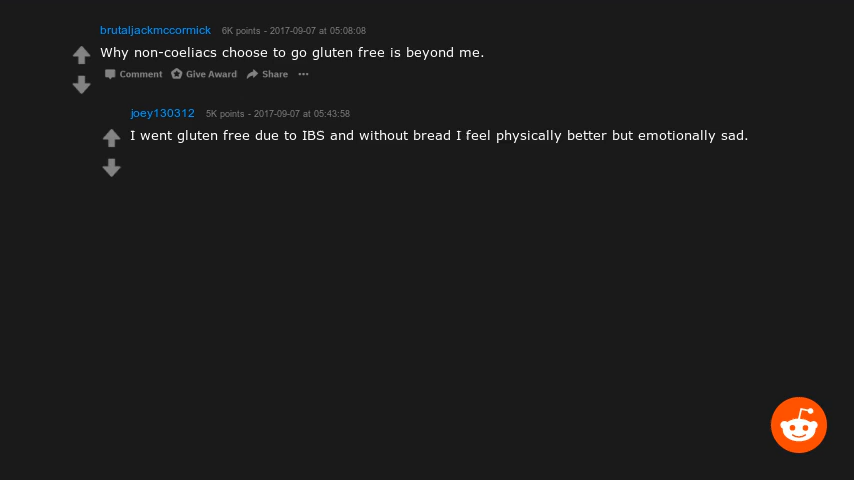 brutaljackmccormick 6K points - 2017-09-07 at 05:08:08
Why non-coeliacs choose to go gluten free is beyond me.
Comment Give Award Share ...
joey130312 5K points - 2017-09-07 at 05:43:58
I went gluten free due to IBS and without bread I feel physically better but emotionally sad.